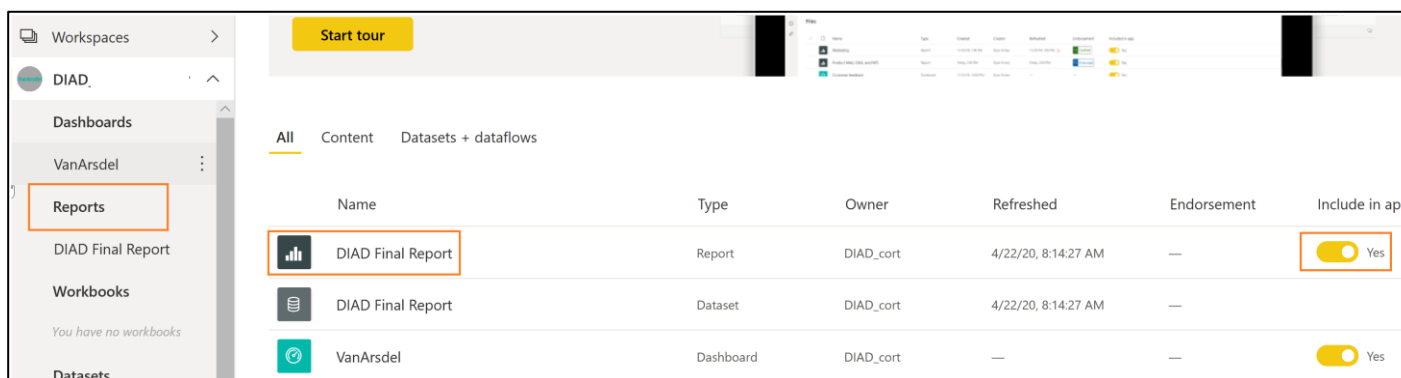 Workspaces
DIAD_
Dashboards
VanArsdel
Reports
DIAD Final Report
Workbooks
You have no workbooks
Datasets
Start tour
Files
All Content Datasets + dataflows
Name Type Owner Refreshed Endorsement Include in ap
DIAD Final Report Report DIAD_cort 4/22/20, 8:14:27 AM — Yes
DIAD Final Report Dataset DIAD_cort 4/22/20, 8:14:27 AM —
VanArsdel Dashboard DIAD_cort — — Yes